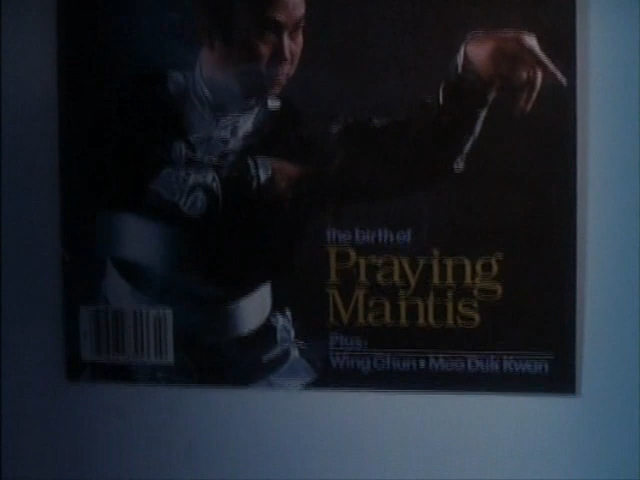 the birth of
Praying
Mantis
Plus:
Wing Chun • Moo Duk Kwan